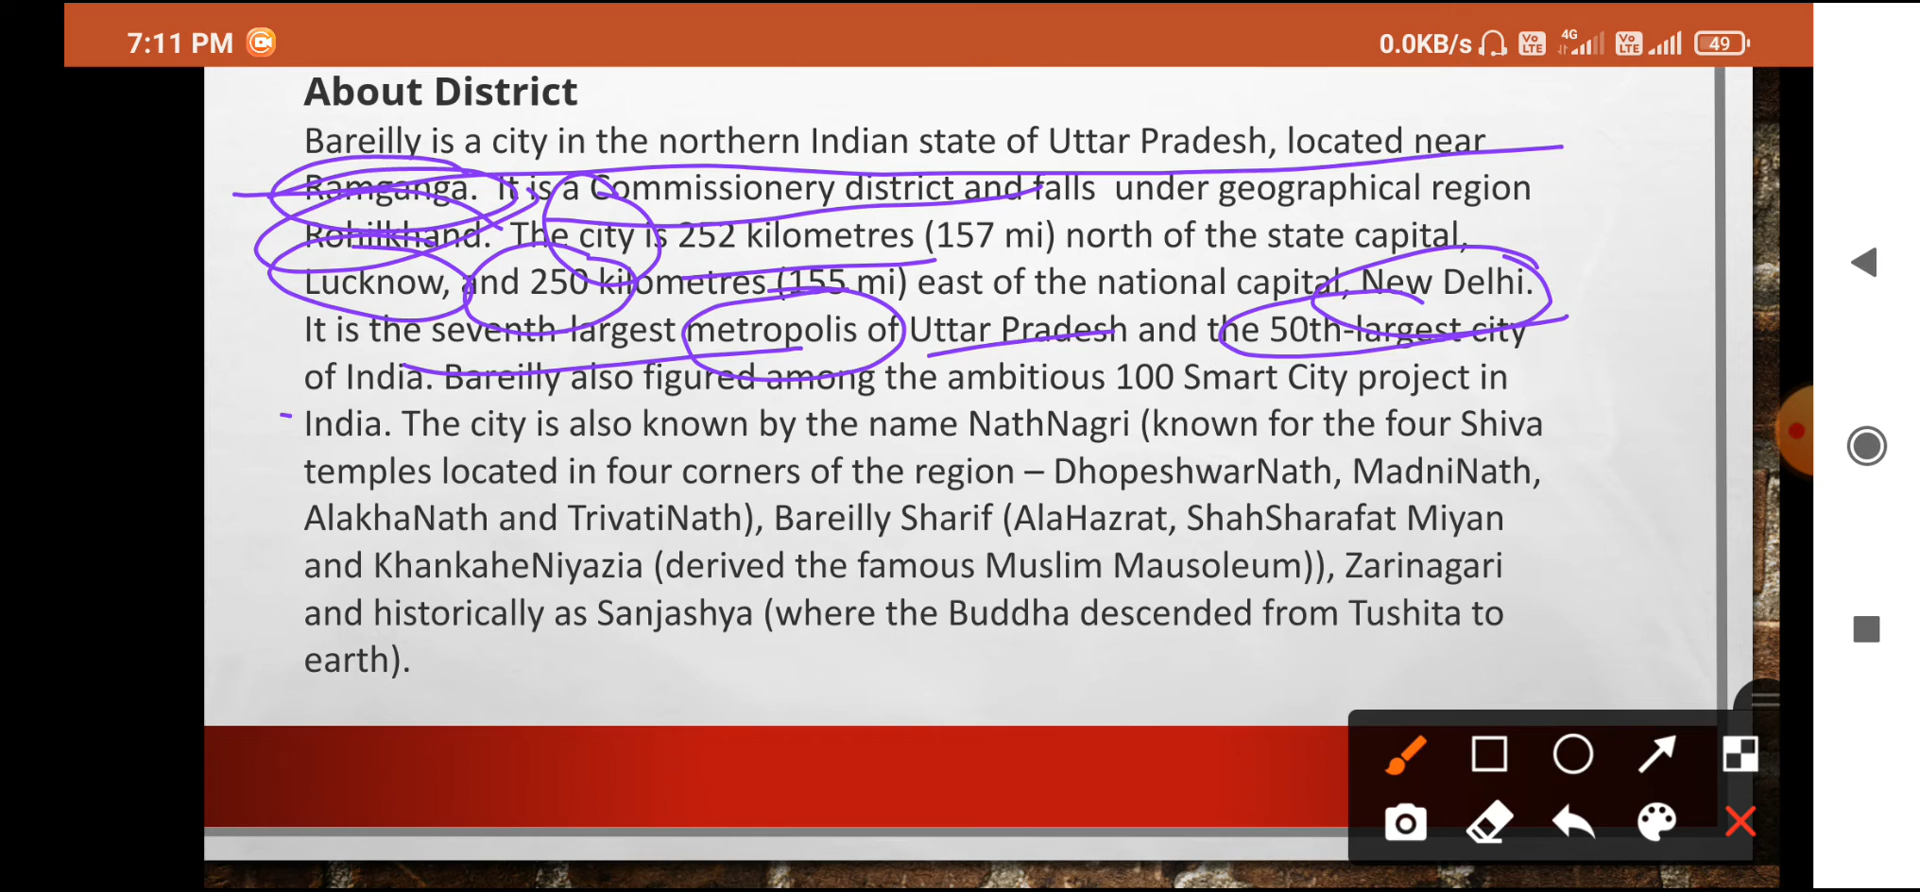 7:11 PM
0.0KB/s Vo LTE 4G Vo LTE 49
About District
Bareilly is a city in the northern Indian state of Uttar Pradesh, located near
Ramganga. It is a Commissionery district and falls under geographical region
Rohilkhand. The city is 252 kilometres (157 mi) north of the state capital,
Lucknow, and 250 kilometres (155 mi) east of the national capital, New Delhi.
It is the seventh largest metropolis of Uttar Pradesh and the 50th-largest city
of India. Bareilly also figured among the ambitious 100 Smart City project in
India. The city is also known by the name NathNagri (known for the four Shiva
temples located in four corners of the region – DhopeshwarNath, MadniNath,
AlakhaNath and TrivatiNath), Bareilly Sharif (AlaHazrat, ShahSharafat Miyan
and KhankaheNiyazia (derived the famous Muslim Mausoleum)), Zarinagari
and historically as Sanjashya (where the Buddha descended from Tushita to
earth).